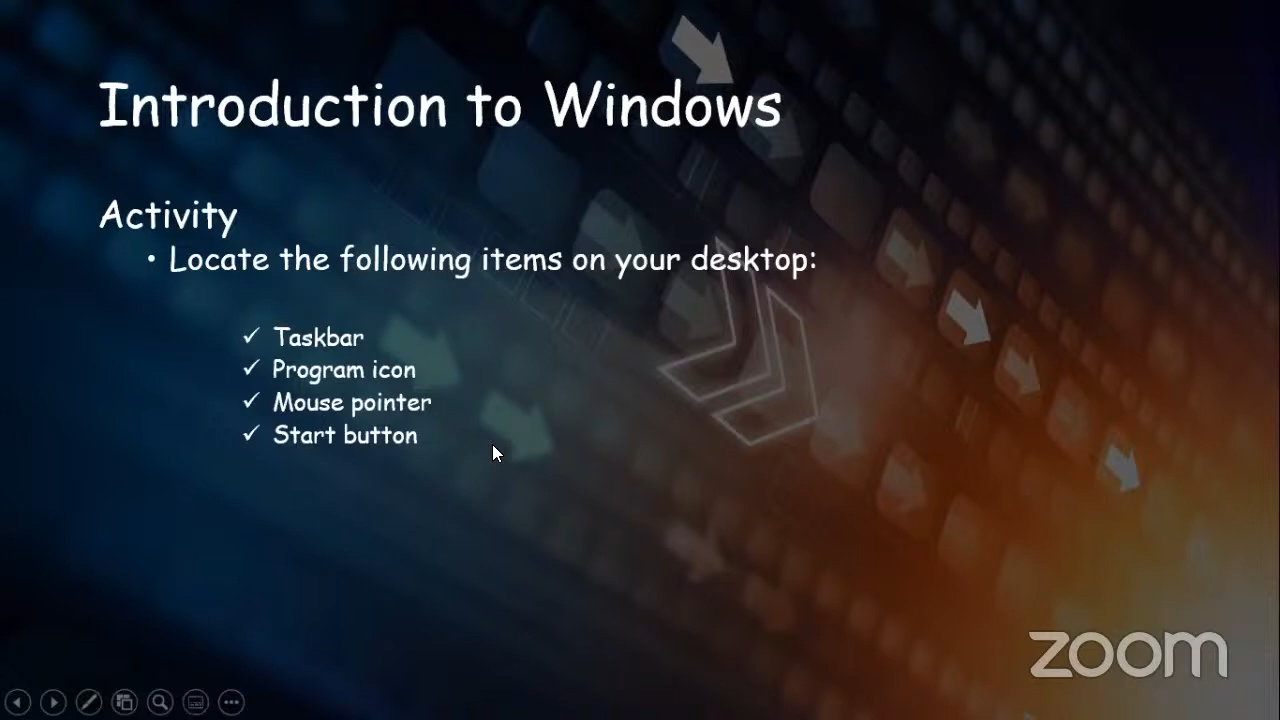 Introduction to Windows
Activity
• Locate the following items on your desktop:
✓ Taskbar
✓ Program icon
✓ Mouse pointer
✓ Start button
zoom